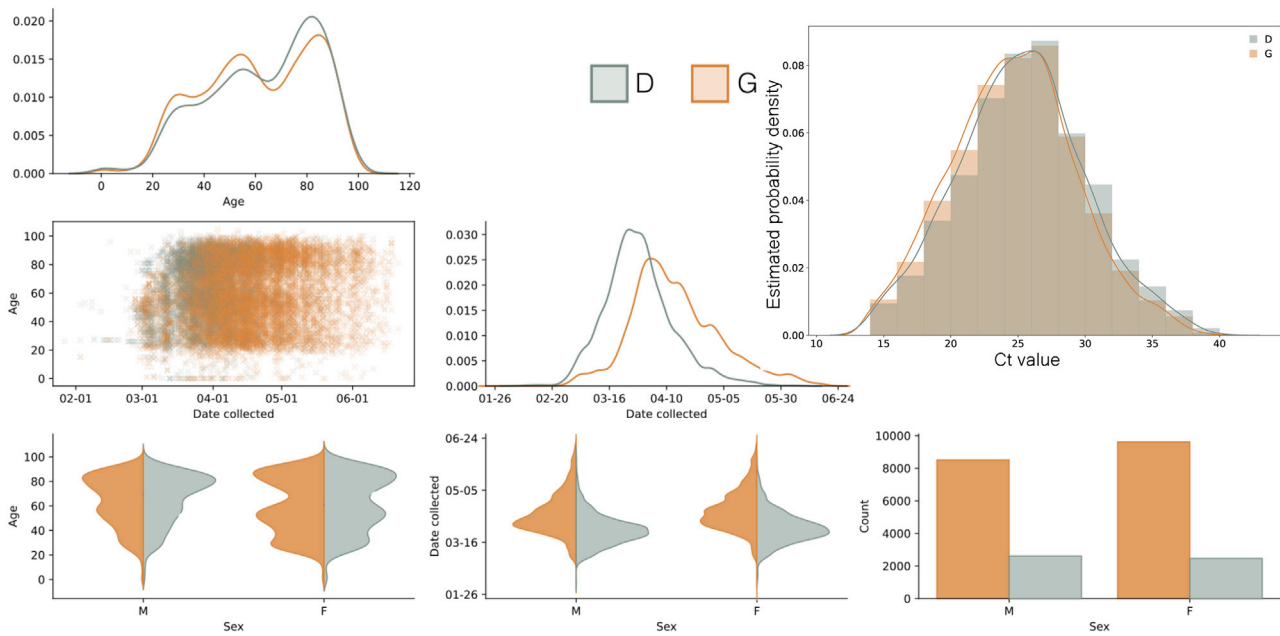 0.020
0.015
0.010
0.005
0.000
0 20 40 60 80 100 120
Age
D G
D
G
Estimated probability density
0.08
0.06
0.04
0.02
0.00
10 15 20 25 30 35 40
Ct value
Age
100
80
60
40
20
0
02-01 03-01 04-01 05-01 06-01
Date collected
0.030
0.025
0.020
0.015
0.010
0.005
0.000
01-26 02-20 03-16 04-10 05-05 05-30 06-24
Date collected
Age
100
80
60
40
20
0
M F
Sex
Date collected
06-24
05-05
03-16
01-26
M F
Sex
Count
10000
8000
6000
4000
2000
0
M F
Sex